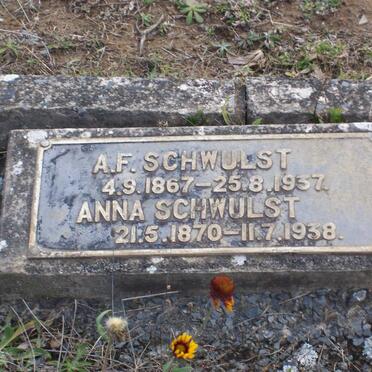 A.F. SCHWULST
4.9.1867-25.8.1937.
ANNA SCHWULST
21.5.1870-11.7.1938.